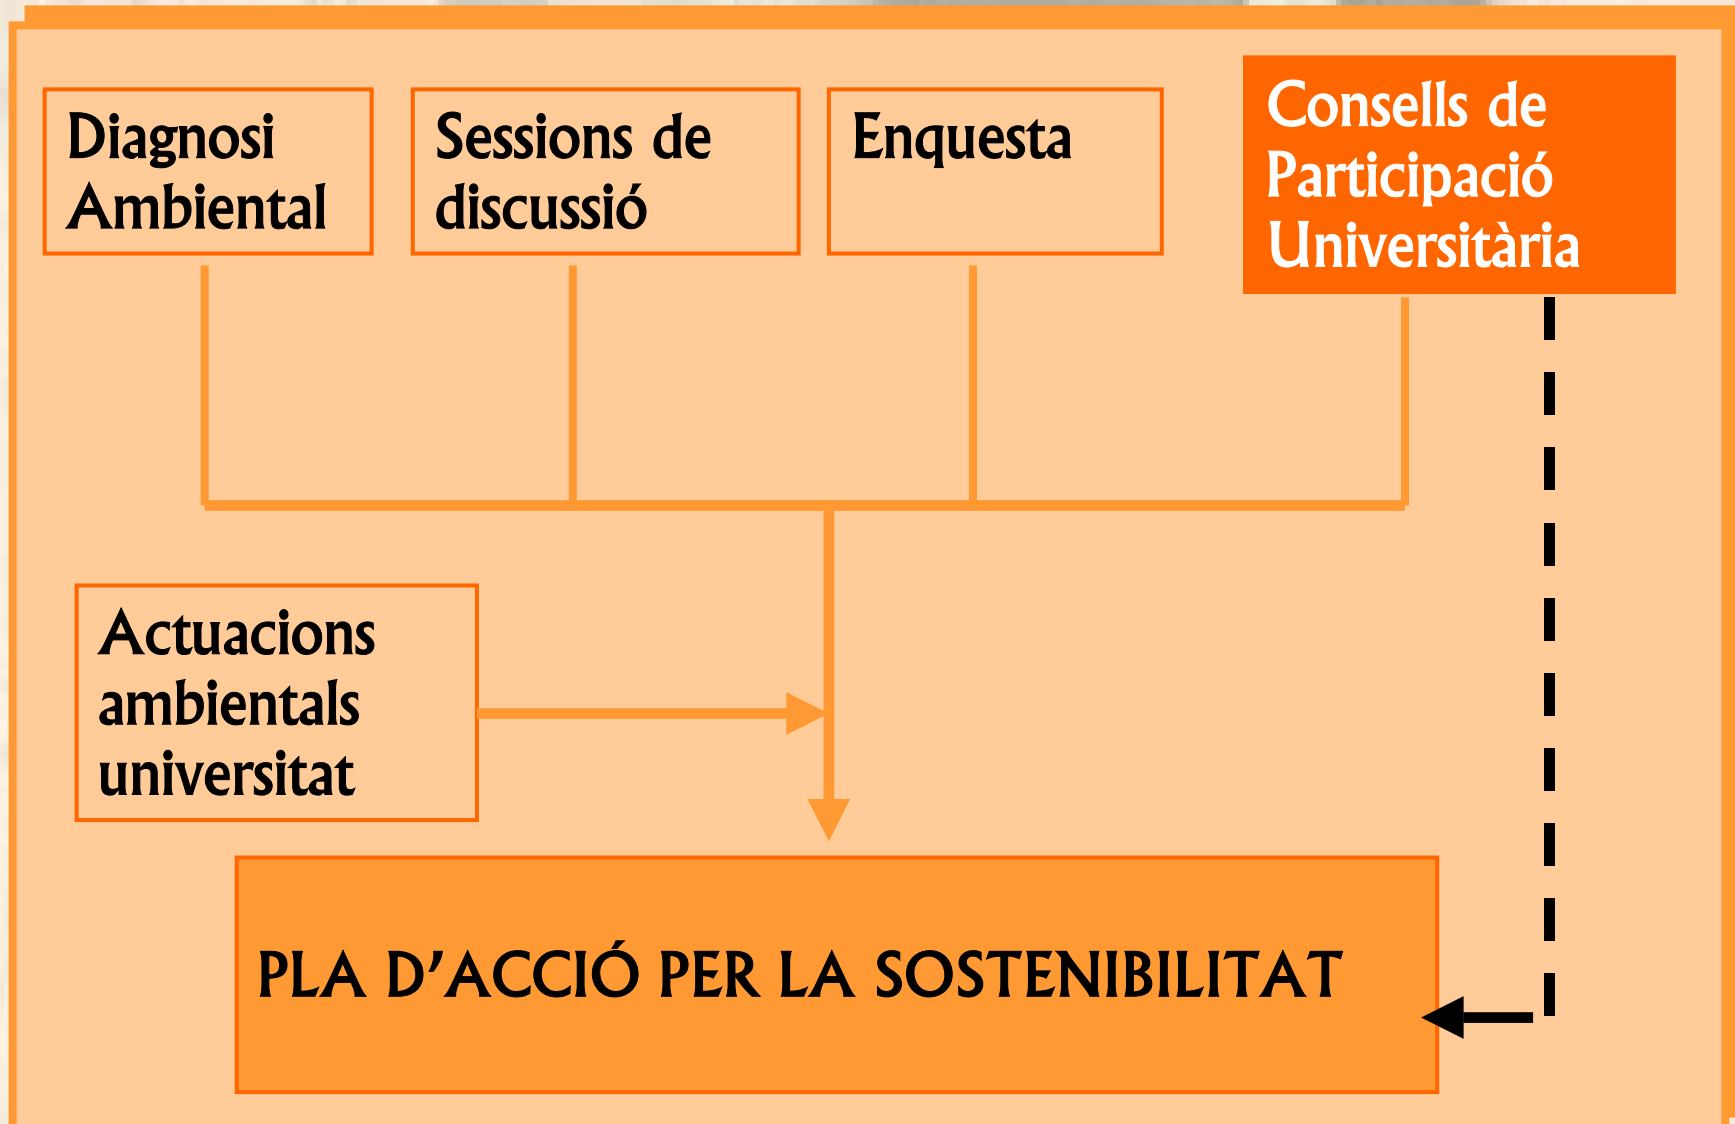 Diagnosi
Ambiental
Sessions de
discussió
Enquesta
Consells de
Participació
Universitària
Actuacions
ambientals
universitat
PLA D’ACCIÓ PER LA SOSTENIBILITAT